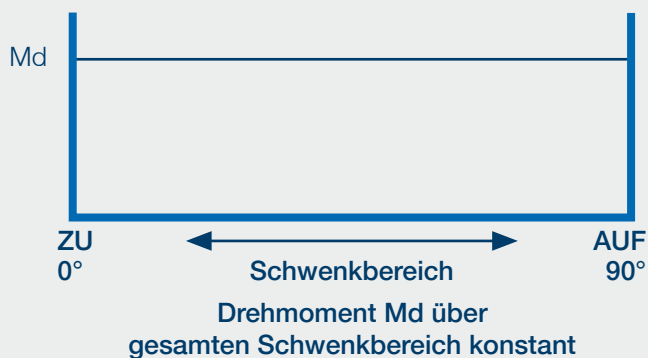 Md
ZU
AUF
0°
Schwenkbereich
90°
Drehmoment Md über
gesamten Schwenkbereich konstant